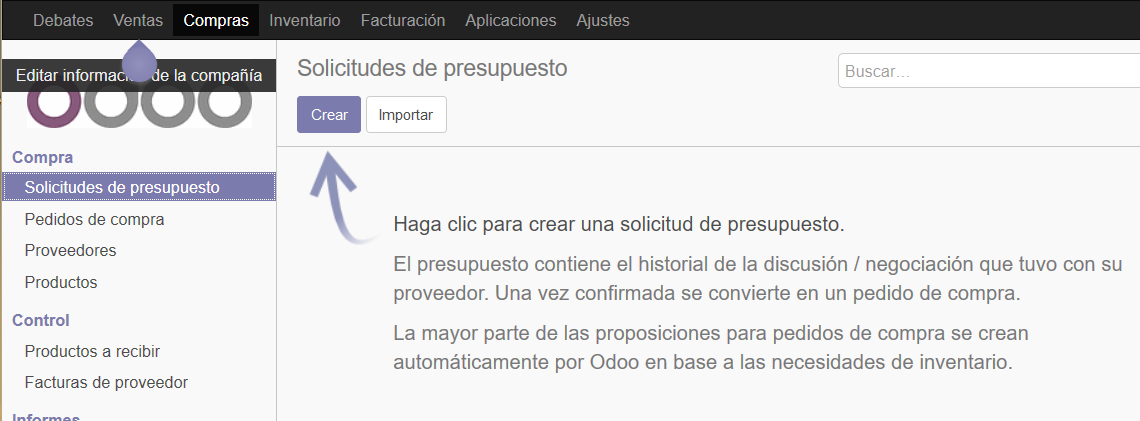 Debates Ventas Compras Inventario Facturación Aplicaciones Ajustes
Editar información de la compañía
Compra
Solicitudes de presupuesto
Pedidos de compra
Proveedores
Productos
Control
Productos a recibir
Facturas de proveedor
Informes
Solicitudes de presupuesto
Buscar...
Crear Importar
Haga clic para crear una solicitud de presupuesto.
El presupuesto contiene el historial de la discusión / negociación que tuvo con su
proveedor. Una vez confirmada se convierte en un pedido de compra.
La mayor parte de las proposiciones para pedidos de compra se crean
automáticamente por Odoo en base a las necesidades de inventario.